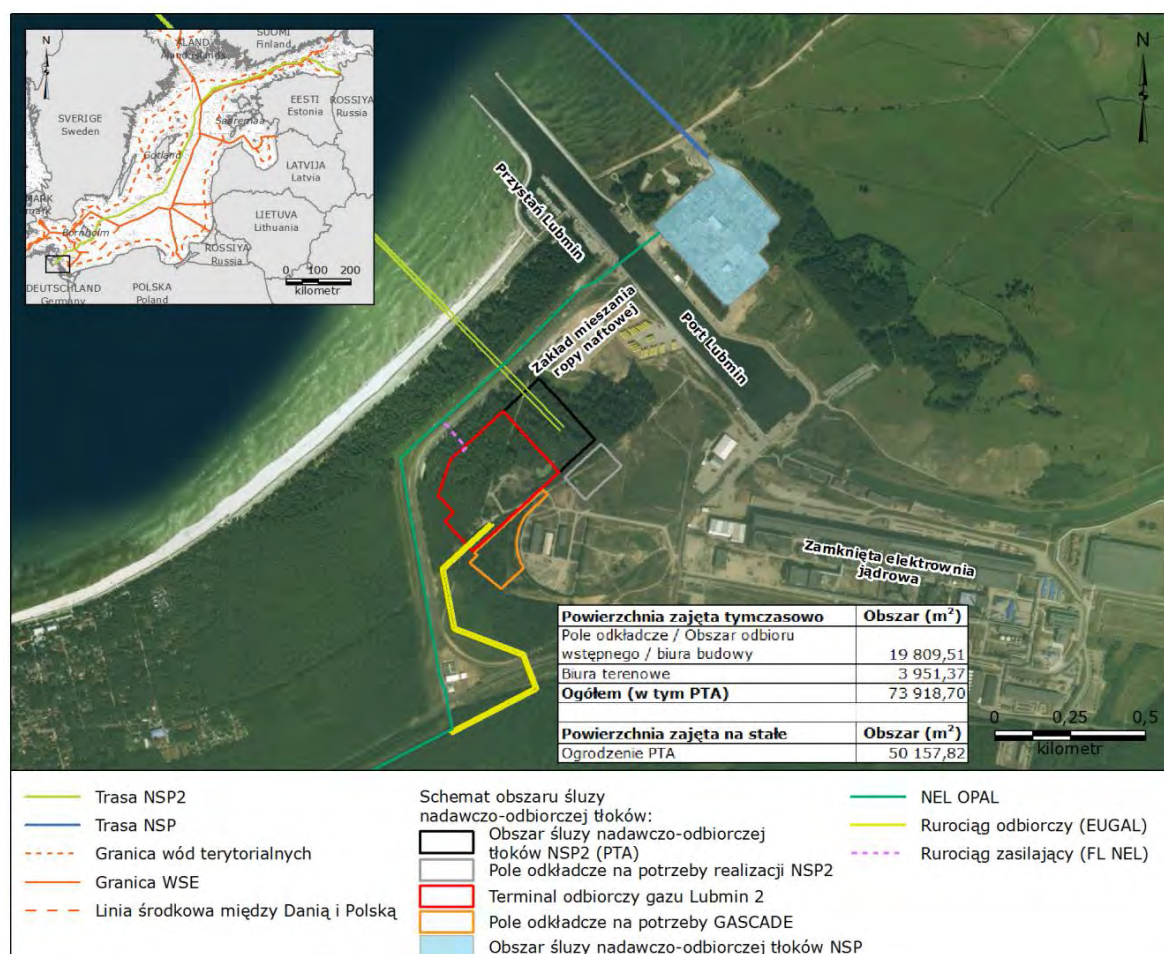 N
ÅLAND
Åland Islands
SUOMI
Finland
EESTI
Estonia
ROSSIYA
Russia
SVERIGE
Sweden
Saaremaa
Gotland
LATVIJA
Latvia
MARK
mark
Bornholm
LIETUVA
Lithuania
ROSSIYA
Russia
DEUTSCHLAND
Germany
POLSKA
Poland
0 100 200
kilometr
N
Przystań Lubmin
Zakład mieszania
ropy naftowej
Port Lubmin
Zamknięta elektrownia
jądrowa
Powierzchnia zajęta tymczasowo Obszar (m²)
Pole odkładcze / Obszar odbioru
wstępnego / biura budowy 19 809,51
Biura terenowe 3 951,37
Ogółem (w tym PTA) 73 918,70
Powierzchnia zajęta na stałe Obszar (m²)
Ogrodzenie PTA 50 157,82
0 0,25 0,5
kilometr
Trasa NSP2
Trasa NSP
Granica wód terytorialnych
Granica WSE
Linia środkowa między Danią i Polską
Schemat obszaru śluzy
nadawczo-odbiorczej tłoków:
Obszar śluzy nadawczo-odbiorczej
tłoków NSP2 (PTA)
Pole odkładcze na potrzeby realizacji NSP2
Terminal odbiorczy gazu Lubmin 2
Pole odkładcze na potrzeby GASCADE
Obszar śluzy nadawczo-odbiorczej tłoków NSP
NEL OPAL
Rurociąg odbiorczy (EUGAL)
Rurociąg zasilający (FL NEL)